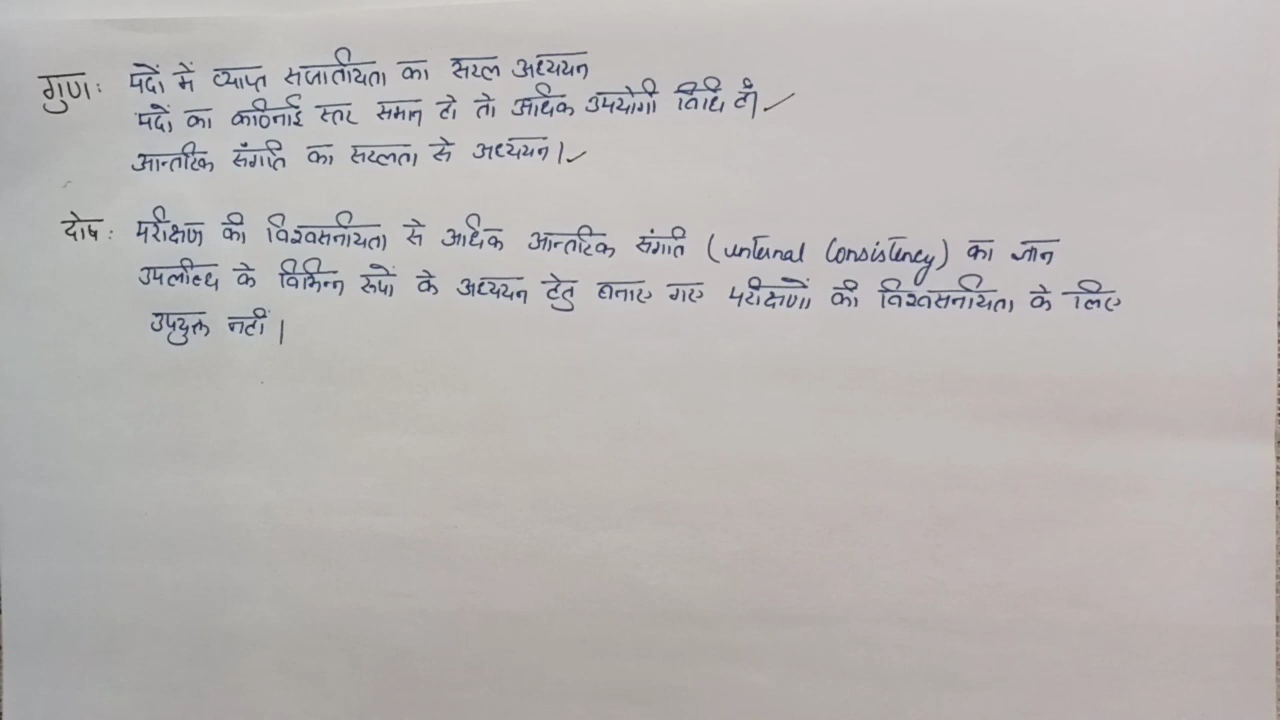 गुण: पदों में व्याप्त सजातीयता का सरल अध्ययन
पदों का कठिनाई स्तर समान हो तो अधिक उपयोगी विधि है। ✓
आन्तरिक संगति का सरलता से अध्ययन। ✓
दोष: परीक्षण की विश्वसनीयता से अधिक आन्तरिक संगति (internal Consistency) का ज्ञान
उपलब्धि के विभिन्न रूपों के अध्ययन हेतु बनाए गए परीक्षणों की विश्वसनीयता के लिए
उपयुक्त नहीं।